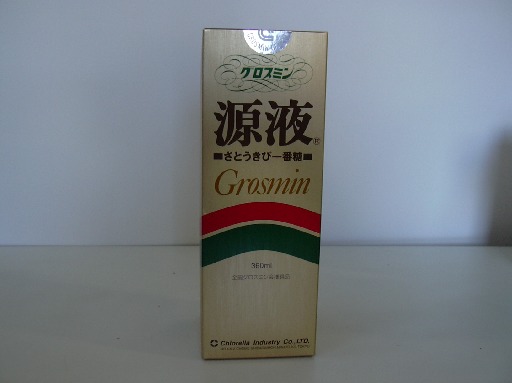 グロスミン
源液®
さとうきび一番糖
Grosmin
360ml
Chlorella Industry Co.,LTD.